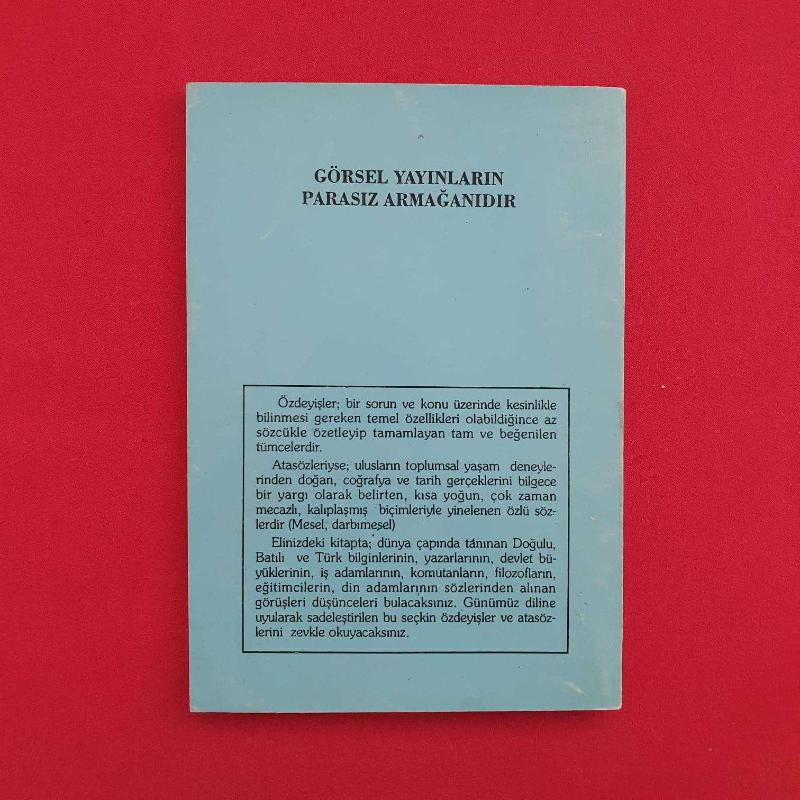 GÖRSEL YAYINLARIN
PARASIZ ARMAĞANIDIR
Özdeyişler; bir sorun ve konu üzerinde kesinlikle
bilinmesi gereken temel özellikleri olabildiğince az
sözcükle özetleyip tamamlayan tam ve beğenilen
tümcelerdir.
Atasözleriyse; ulusların toplumsal yaşam deneyle-
rinden doğan, coğrafya ve tarih gerçeklerini bilgece
bir yargı olarak belirten, kısa yoğun, çok zaman
mecazlı, kalıplaşmış biçimleriyle yinelenen özlü söz-
lerdir (Mesel, darbımesel)
Elinizdeki kitapta; dünya çapında tanınan Doğulu,
Batılı ve Türk bilginlerinin, yazarlarının, devlet bü-
yüklerinin, iş adamlarının, komutanların, filozofların,
eğitimcilerin, din adamlarının sözlerinden alınan
görüşleri düşünceleri bulacaksınız. Günümüz diline
uyularak sadeleştirilen bu seçkin özdeyişler ve atasöz-
lerini zevkle okuyacaksınız.